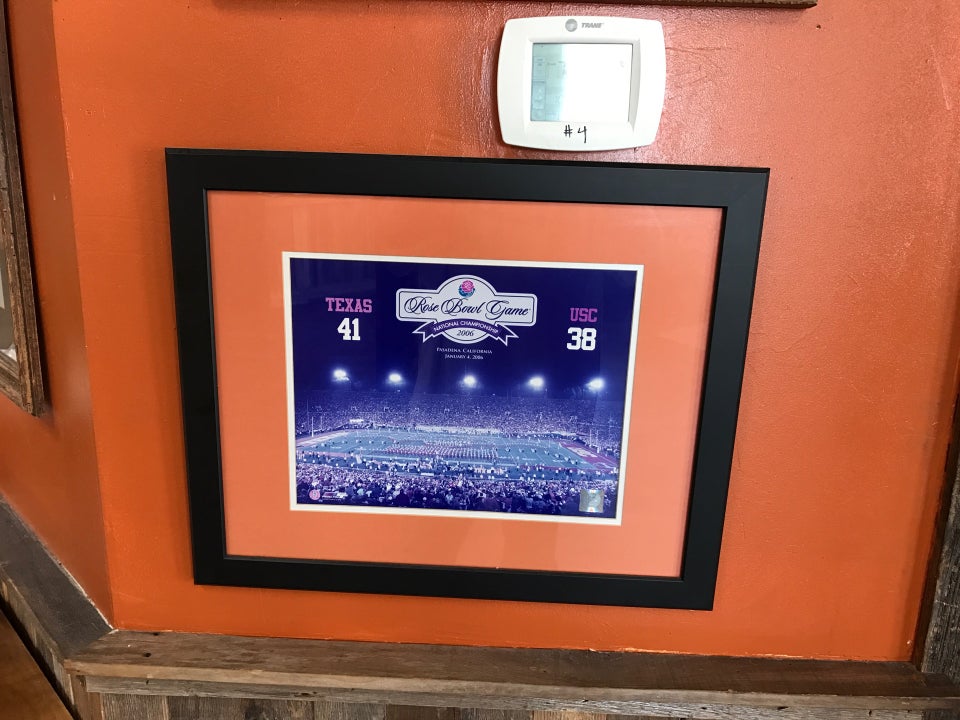 TRANE
#4
Rose Bowl Game
NATIONAL CHAMPIONSHIP
2006
TEXAS
41
USC
38
PASADENA, CALIFORNIA
JANUARY 4, 2006